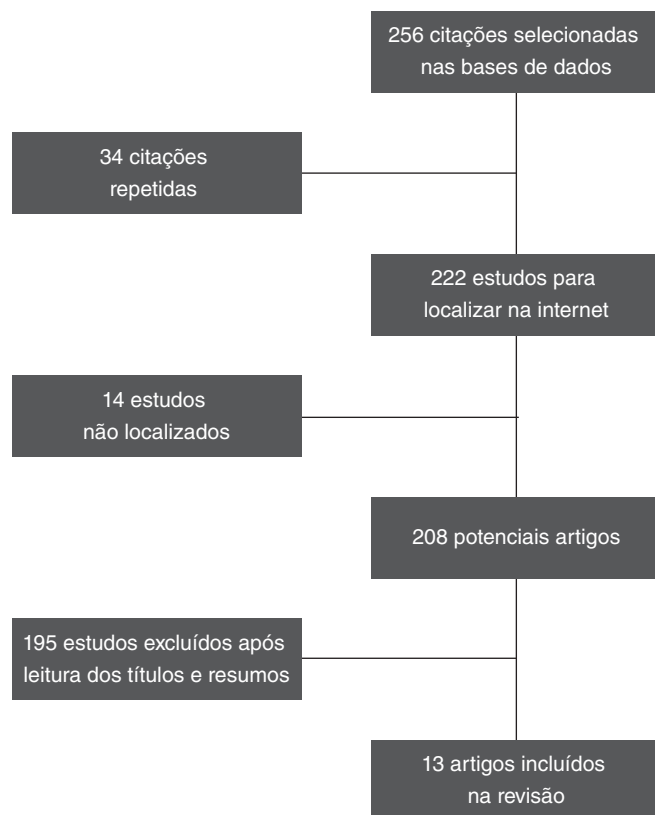 256 citações selecionadas
nas bases de dados
34 citações
repetidas
222 estudos para
localizar na internet
14 estudos
não localizados
208 potenciais artigos
195 estudos excluídos após
leitura dos títulos e resumos
13 artigos incluídos
na revisão